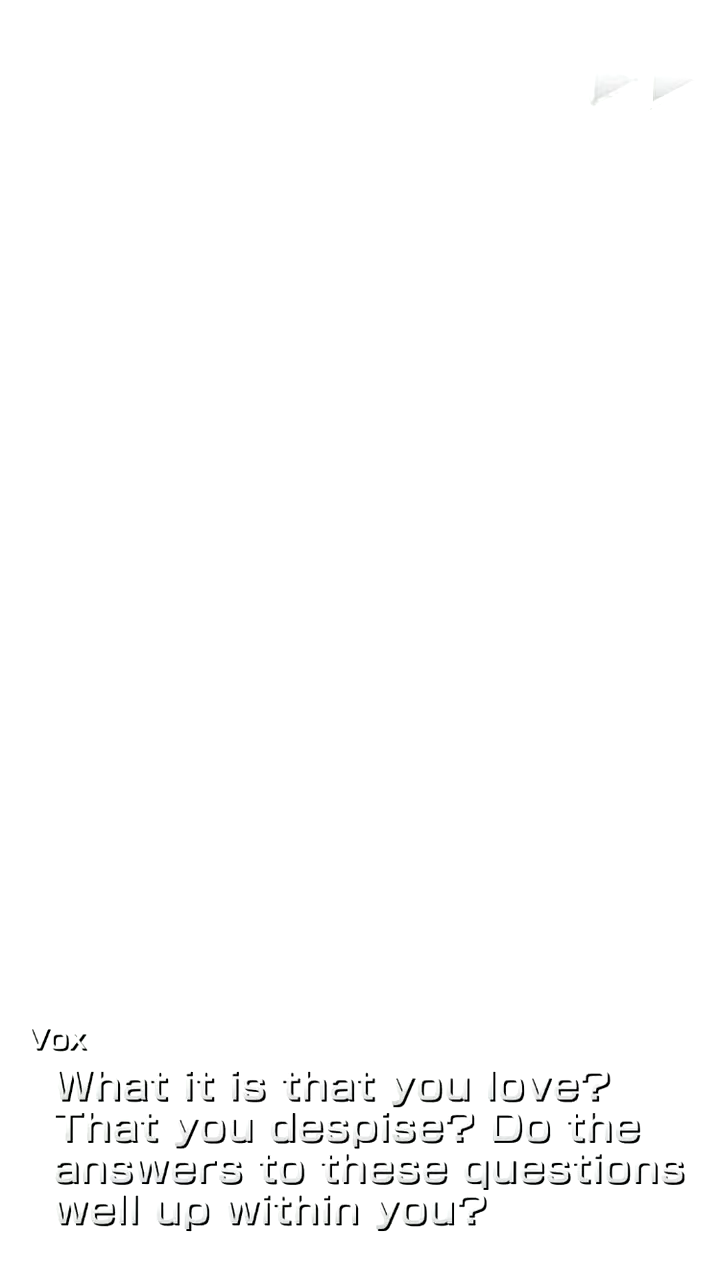 Vox
What it is that you love?
That you despise? Do the
answers to these questions
well up within you?